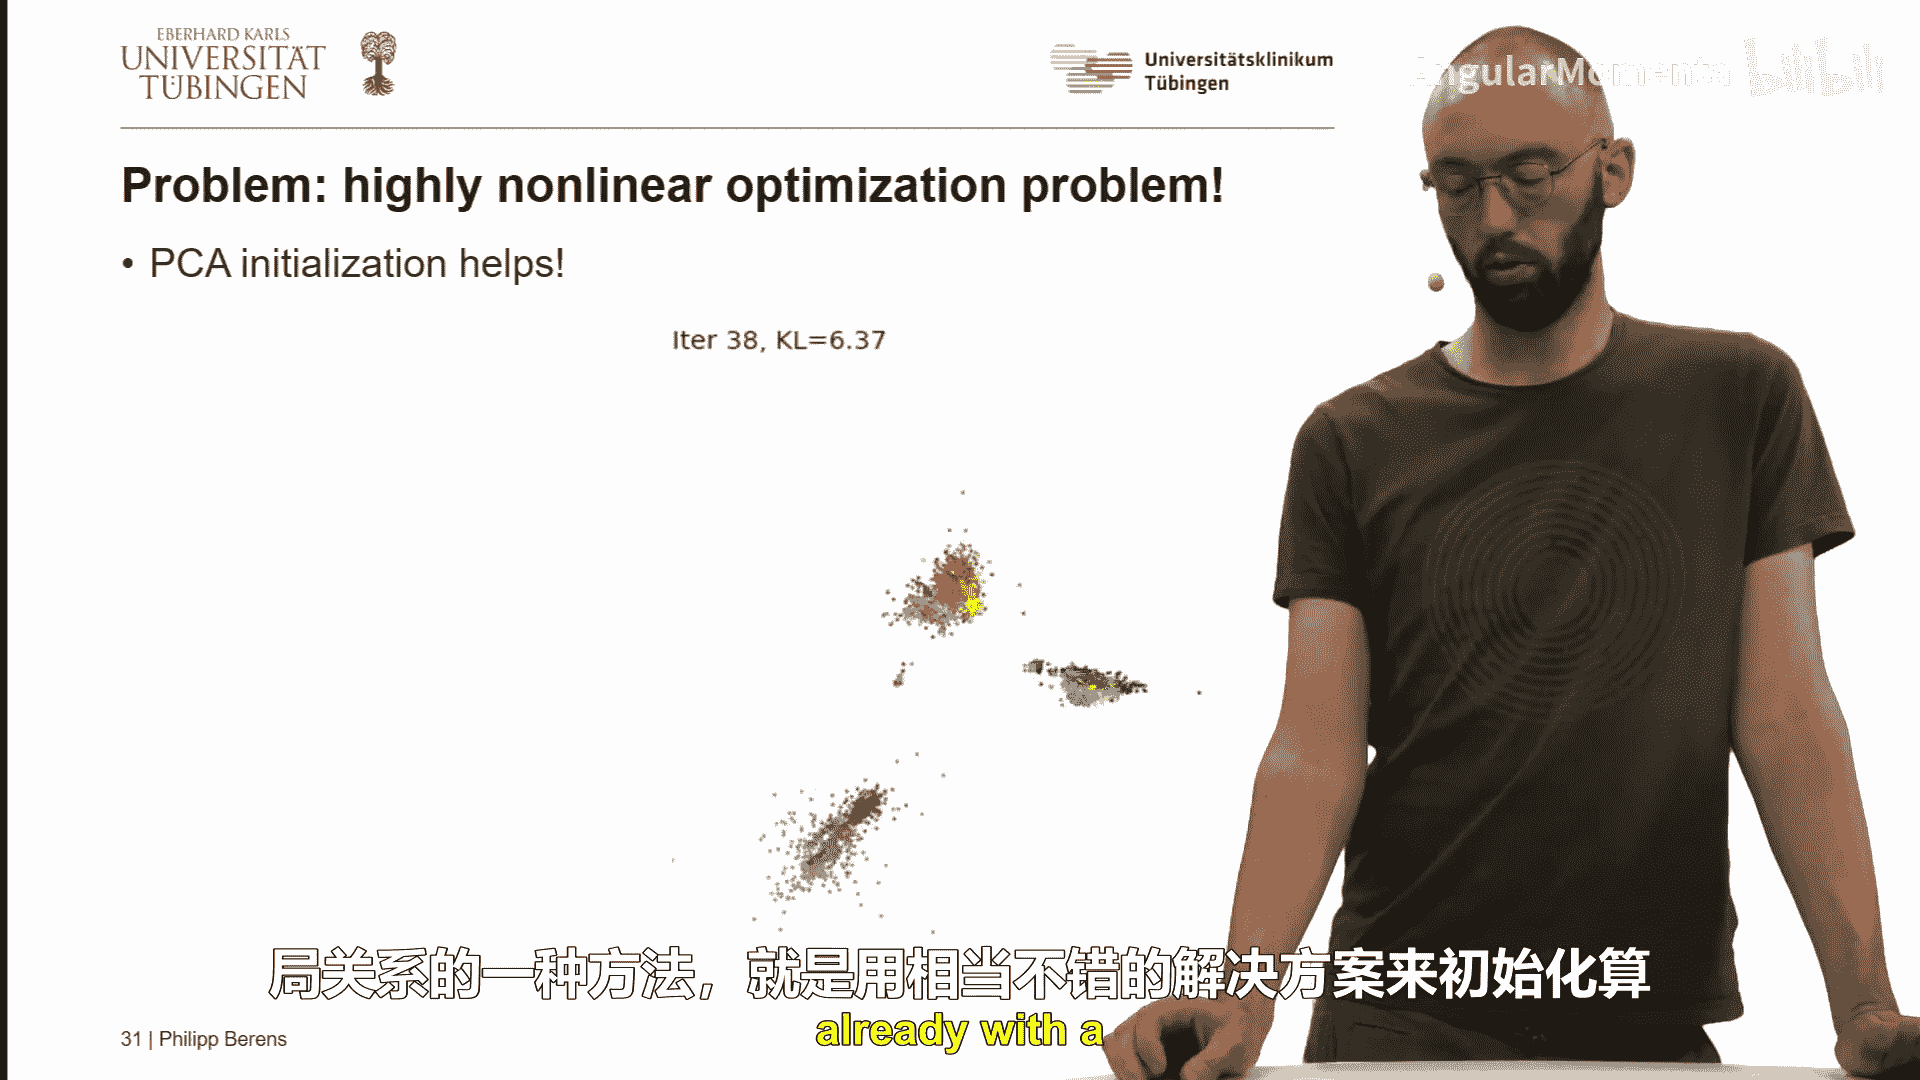 EBERHARD KARLS
UNIVERSITÄT
TÜBINGEN
Universitätsklinikum
Tübingen
AngularMomenta bilibili
Problem: highly nonlinear optimization problem!
• PCA initialization helps!
Iter 38, KL=6.37
局关系的一种方法，就是用相当不错的解决方案来初始化算
already with a
31 | Philipp Berens